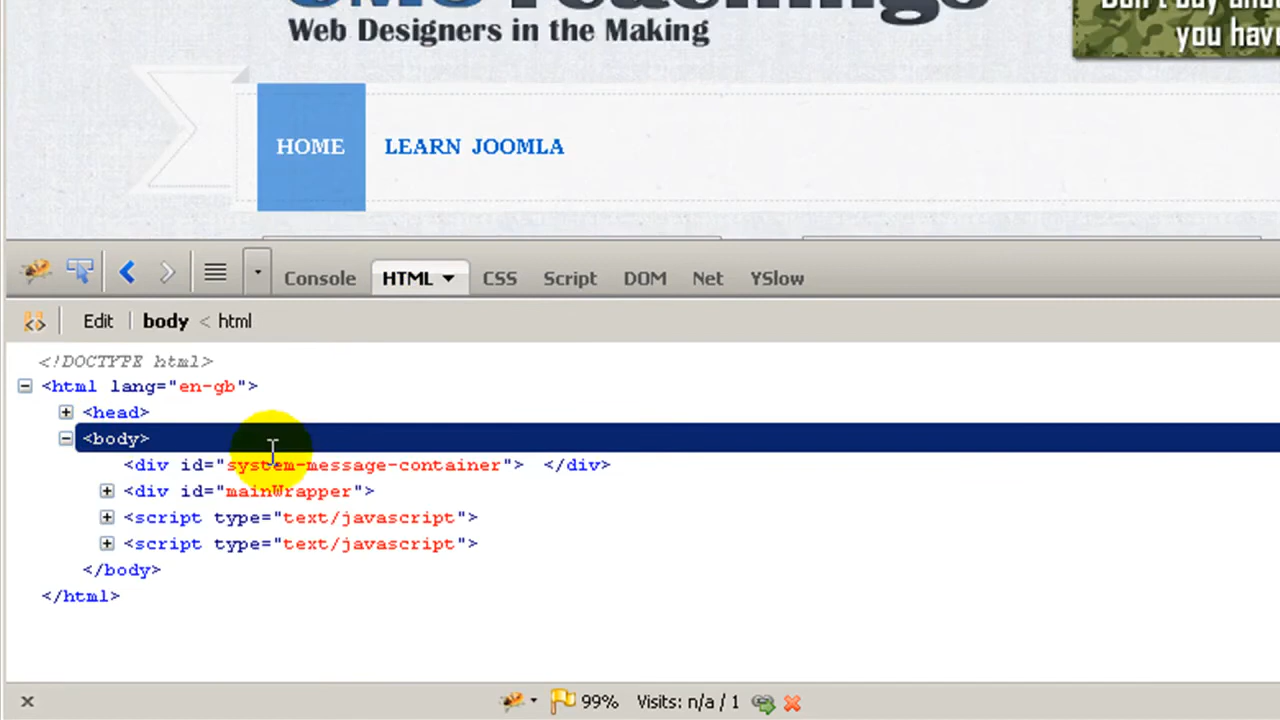 Web Designers in the Making
you have
HOME LEARN JOOMLA
Console HTML CSS Script DOM Net YSlow
Edit body < html
<!DOCTYPE html>
<html lang="en-gb">
<head>
<body>
<div id="system-message-container"> </div>
<div id="mainWrapper">
<script type="text/javascript">
<script type="text/javascript">
</body>
</html>
99% Visits: n/a / 1